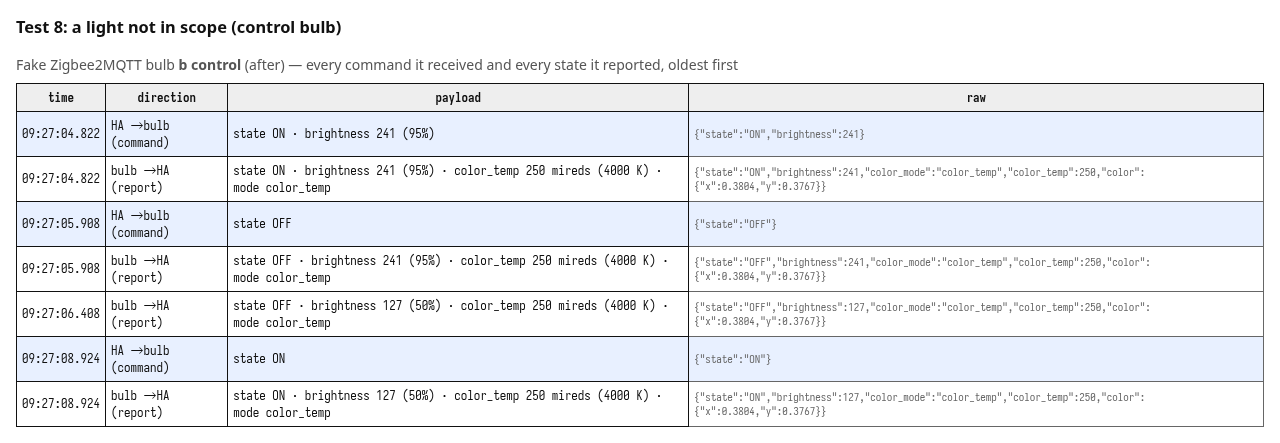 Test 8: a light not in scope (control bulb)
Fake Zigbee2MQTT bulb b control (after) — every command it received and every state it reported, oldest first
time direction payload raw
09:27:04.822 HA →bulb (command) state ON · brightness 241 (95%) {"state":"ON","brightness":241}
09:27:04.822 bulb →HA (report) state ON · brightness 241 (95%) · color_temp 250 mireds (4000 K) · mode color_temp {"state":"ON","brightness":241,"color_mode":"color_temp","color_temp":250,"color":{"x":0.3804,"y":0.3767}}
09:27:05.908 HA →bulb (command) state OFF {"state":"OFF"}
09:27:05.908 bulb →HA (report) state OFF · brightness 241 (95%) · color_temp 250 mireds (4000 K) · mode color_temp {"state":"OFF","brightness":241,"color_mode":"color_temp","color_temp":250,"color":{"x":0.3804,"y":0.3767}}
09:27:06.408 bulb →HA (report) state OFF · brightness 127 (50%) · color_temp 250 mireds (4000 K) · mode color_temp {"state":"OFF","brightness":127,"color_mode":"color_temp","color_temp":250,"color":{"x":0.3804,"y":0.3767}}
09:27:08.924 HA →bulb (command) state ON {"state":"ON"}
09:27:08.924 bulb →HA (report) state ON · brightness 127 (50%) · color_temp 250 mireds (4000 K) · mode color_temp {"state":"ON","brightness":127,"color_mode":"color_temp","color_temp":250,"color":{"x":0.3804,"y":0.3767}}